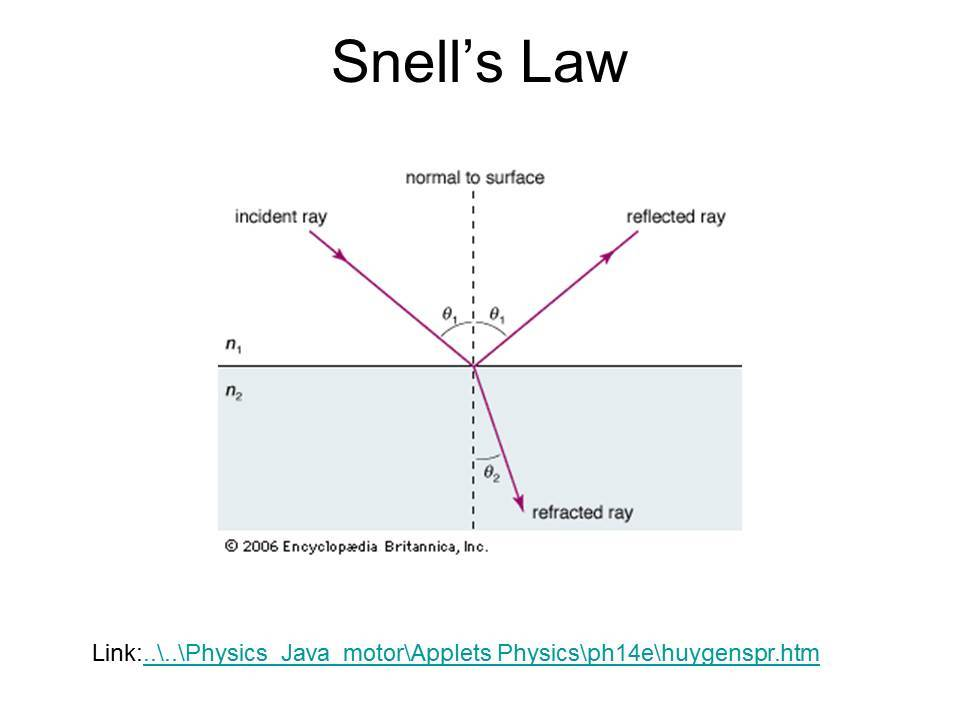 Snell’s Law
normal to surface
incident ray
reflected ray
θ1 θ1
n1
n2
θ2
refracted ray
© 2006 Encyclopædia Britannica, Inc.
Link:..\..\Physics_Java_motor\Applets Physics\ph14e\huygenspr.htm